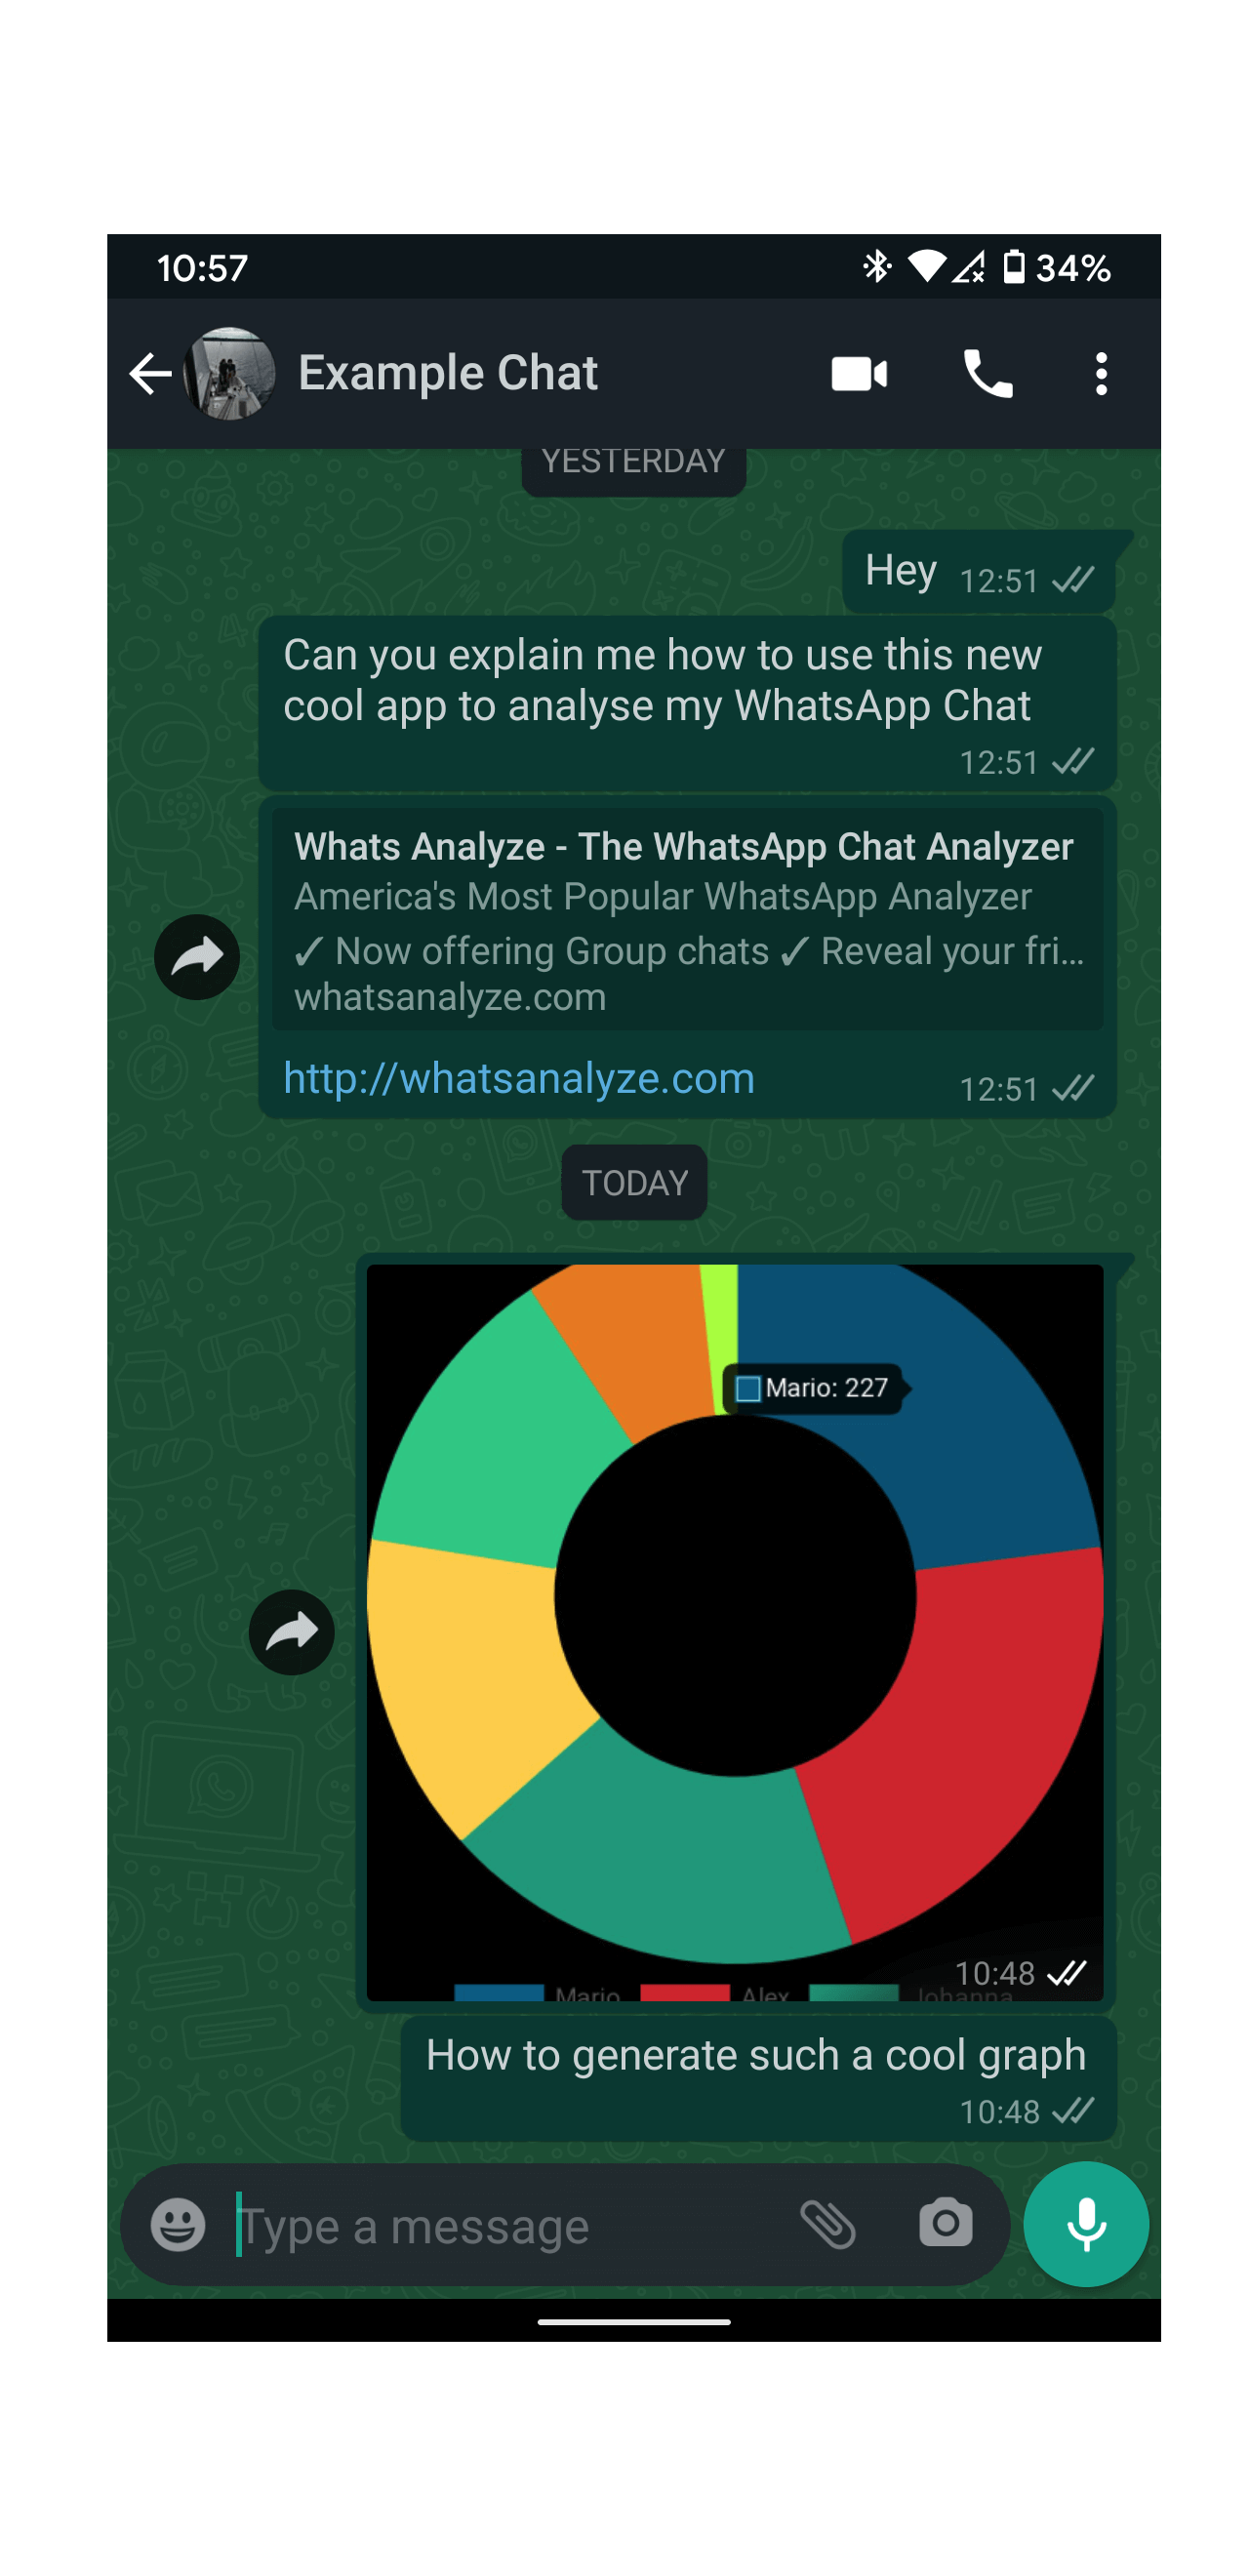 10:57
34%
Example Chat
YESTERDAY
Hey 12:51
Can you explain me how to use this new
cool app to analyse my WhatsApp Chat
12:51
Whats Analyze - The WhatsApp Chat Analyzer
America's Most Popular WhatsApp Analyzer
✓ Now offering Group chats ✓ Reveal your fri...
whatsanalyze.com
http://whatsanalyze.com 12:51
TODAY
Mario: 227
10:48
Mario Alex Johanna
How to generate such a cool graph
10:48
Type a message